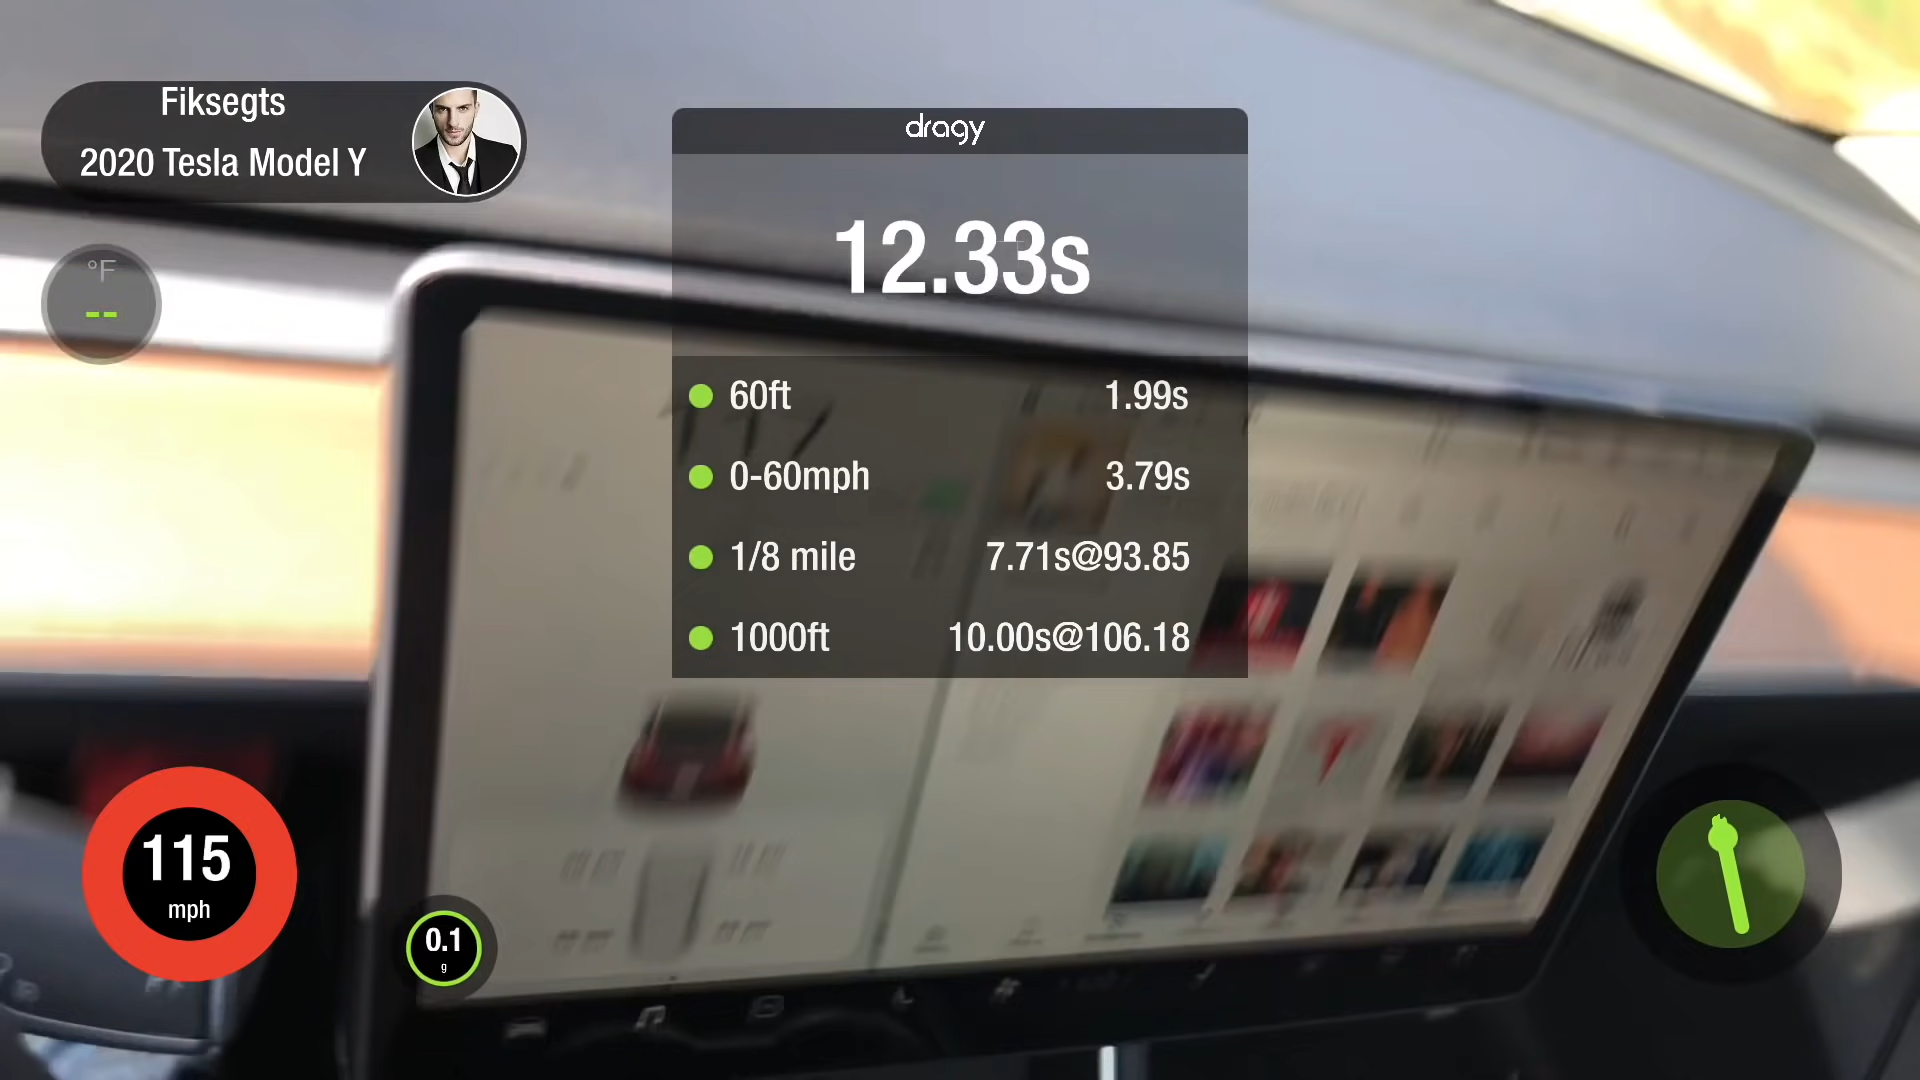 Fiksegts
2020 Tesla Model Y
°F
--
dragy
12.33s
60ft 1.99s
0-60mph 3.79s
1/8 mile 7.71s@93.85
1000ft 10.00s@106.18
115
mph
0.1
g